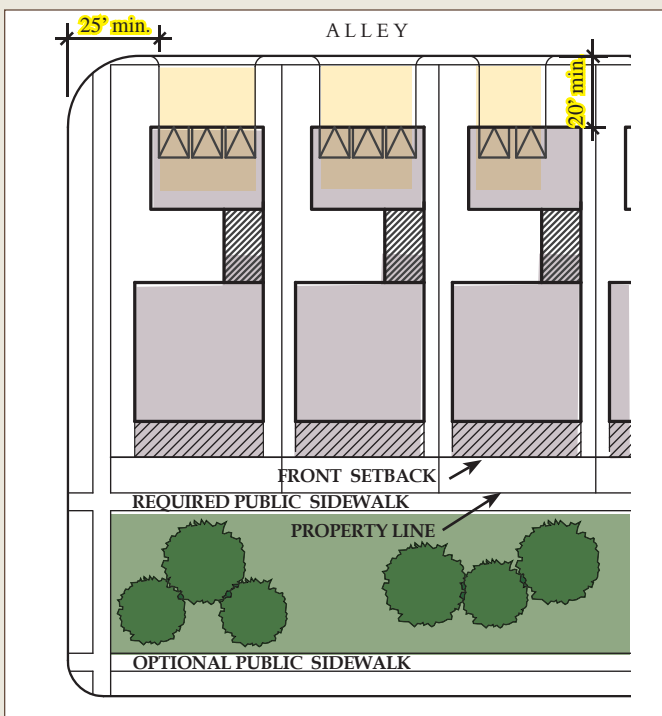 25’ min.
ALLEY
20’ min.
FRONT SETBACK
REQUIRED PUBLIC SIDEWALK
PROPERTY LINE
OPTIONAL PUBLIC SIDEWALK